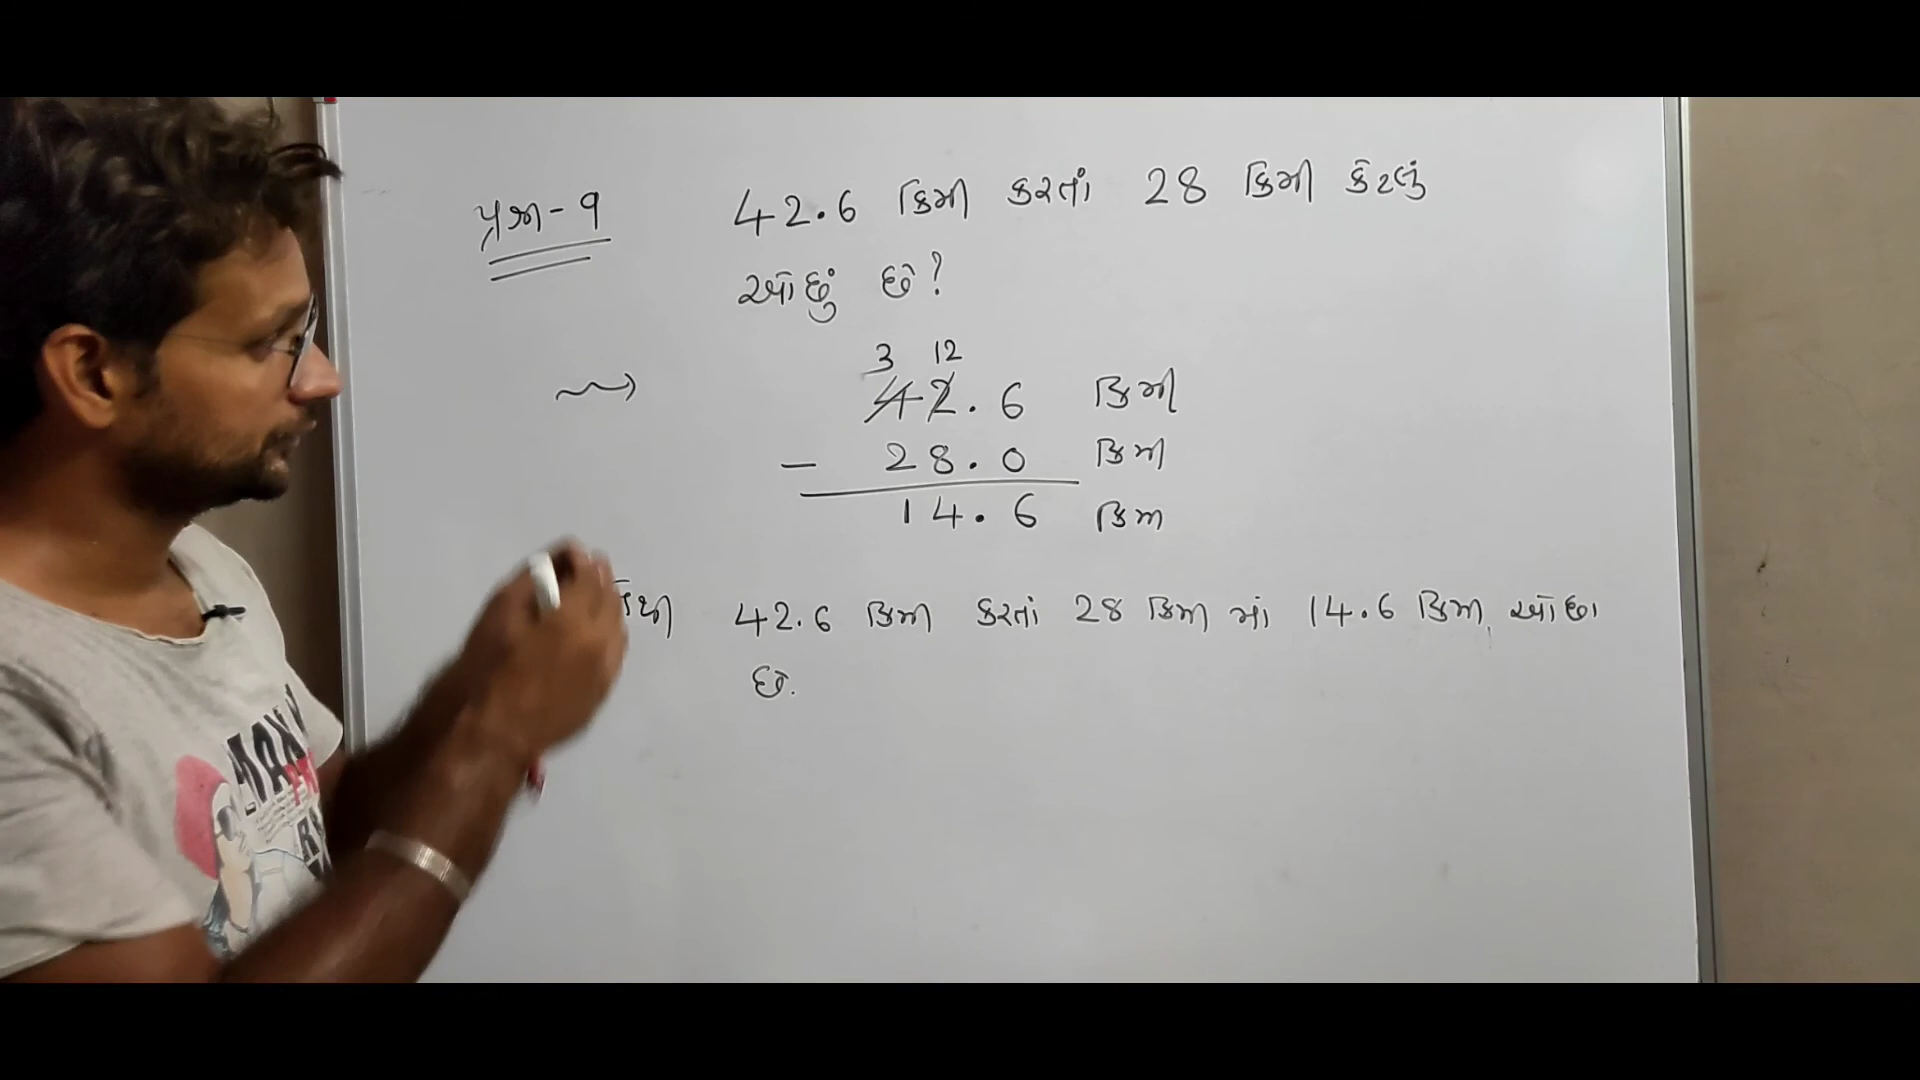 પ્રશ્ન - ૧ 42.6 કિમી કરતાં 28 કિમી કેટલું
ઓછું છે?
3 12
42.6 કિમી
- 28.0 કિમી
14.6 કિમી
42.6 કિમી કરતાં 28 કિમી માં 14.6 કિમી ઓછા
છે.